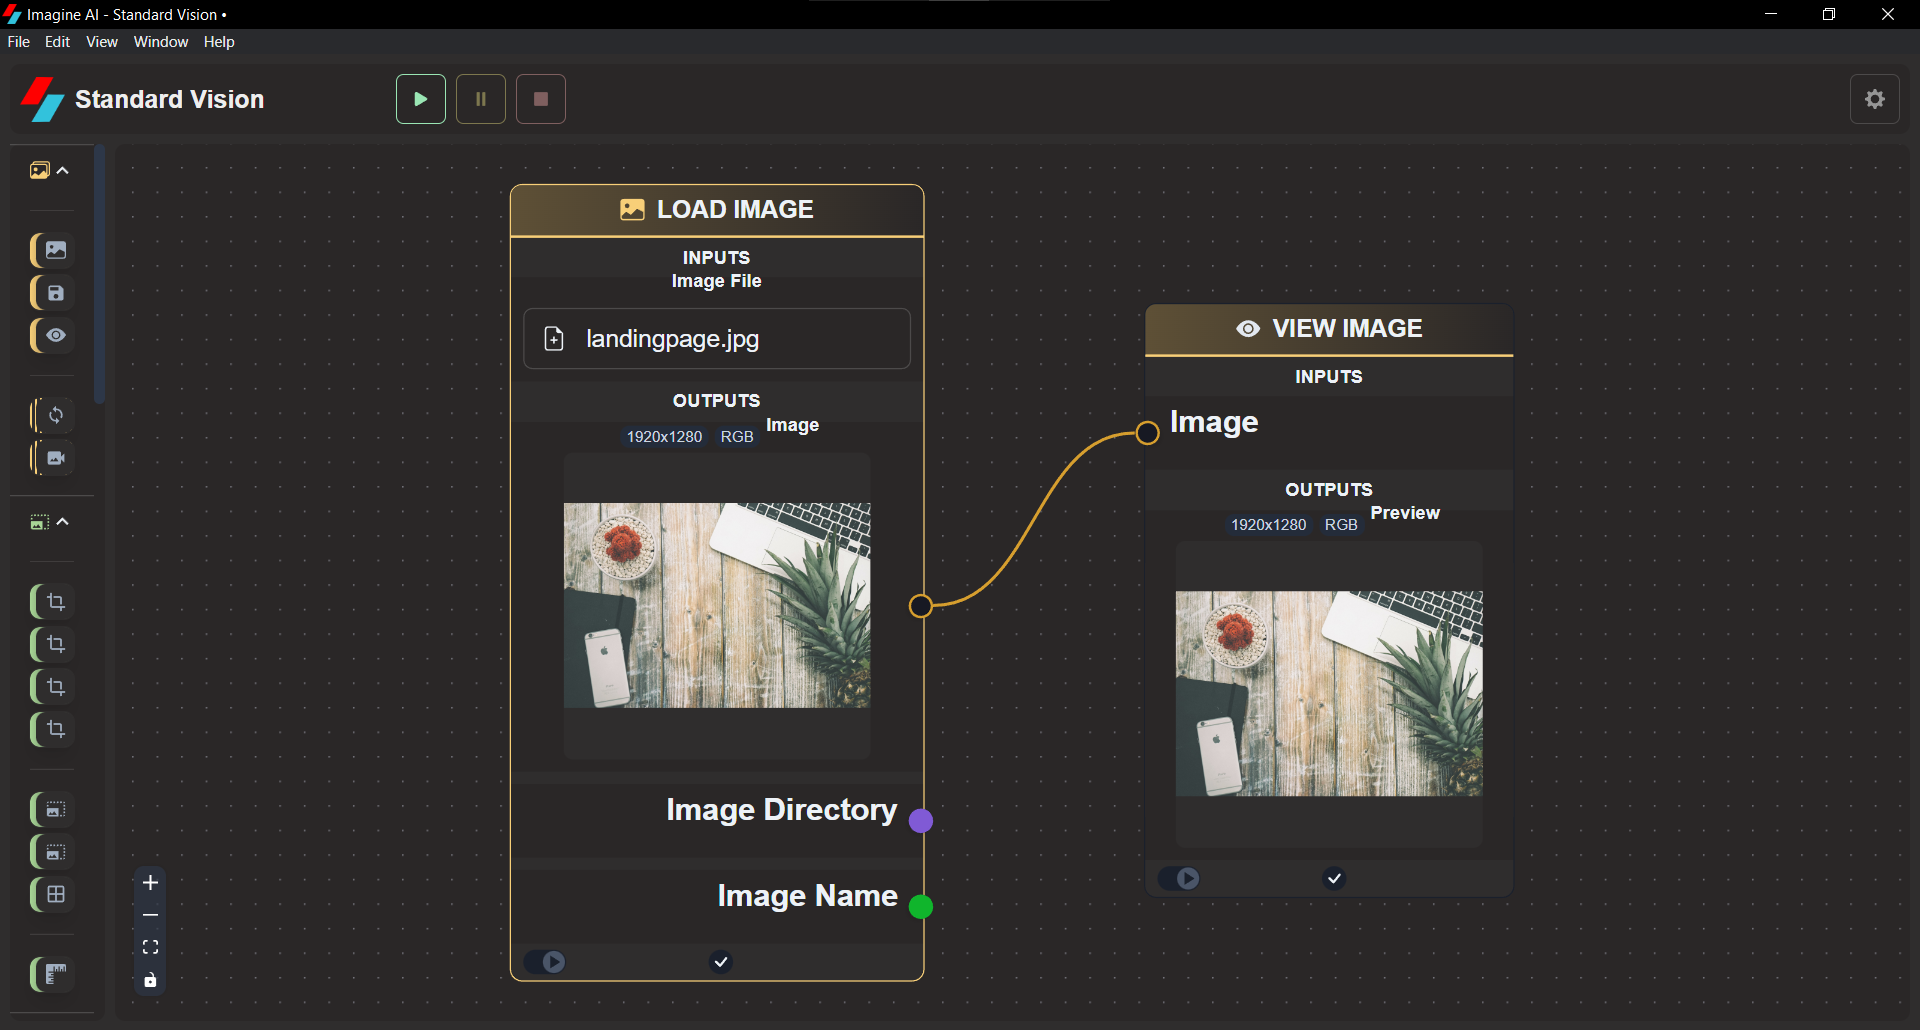 Imagine AI - Standard Vision •
File Edit View Window Help
Standard Vision
LOAD IMAGE
INPUTS
Image File
landingpage.jpg
OUTPUTS
1920x1280 RGB Image
Image Directory
Image Name
VIEW IMAGE
INPUTS
Image
OUTPUTS
1920x1280 RGB Preview